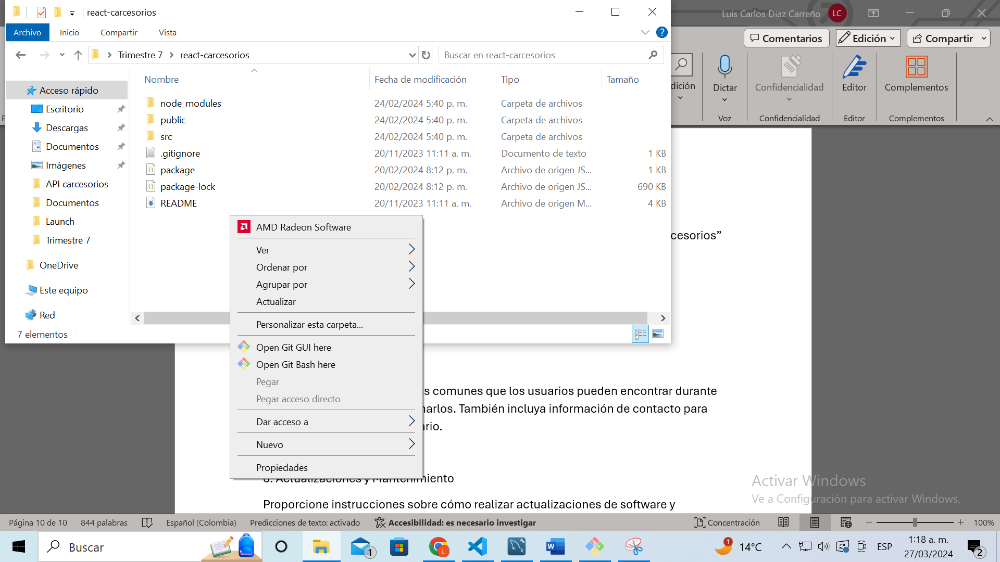 react-carcesorios
Archivo Inicio Compartir Vista
Trimestre 7 react-carcesorios
Buscar en react-carcesorios
Nombre Fecha de modificación Tipo Tamaño
node_modules 24/02/2024 5:40 p. m. Carpeta de archivos
public 24/02/2024 5:40 p. m. Carpeta de archivos
src 24/02/2024 5:40 p. m. Carpeta de archivos
.gitignore 20/11/2023 11:11 a. m. Documento de texto 1 KB
package 20/02/2024 8:12 p. m. Archivo de origen JS... 1 KB
package-lock 20/02/2024 8:12 p. m. Archivo de origen JS... 690 KB
README 20/11/2023 11:11 a. m. Archivo de origen M... 4 KB
Acceso rápido
Escritorio
Descargas
Documentos
Imágenes
API carcesorios
Documentos
Launch
Trimestre 7
OneDrive
Este equipo
Red
7 elementos
AMD Radeon Software
Ver
Ordenar por
Agrupar por
Actualizar
Personalizar esta carpeta...
Open Git GUI here
Open Git Bash here
Pegar
Pegar acceso directo
Dar acceso a
Nuevo
Propiedades
Luis Carlos Diaz Carreño LC
Comentarios Edición Compartir
dición
Dictar
Confidencialidad
Editor
Complementos
Voz Confidencialidad Editor Complementos
cesorios”
s comunes que los usuarios pueden encontrar durante
narlos. También incluya información de contacto para
ario.
6. Actualizaciones y Mantenimiento
Proporcione instrucciones sobre cómo realizar actualizaciones de software y
Activar Windows
Ve a Configuración para activar Windows.
Página 10 de 10 844 palabras Español (Colombia) Predicciones de texto: activado Accesibilidad: es necesario investigar Concentración 100%
Buscar
1
L
1
14°C
ESP
1:18 a. m.
27/03/2024
2